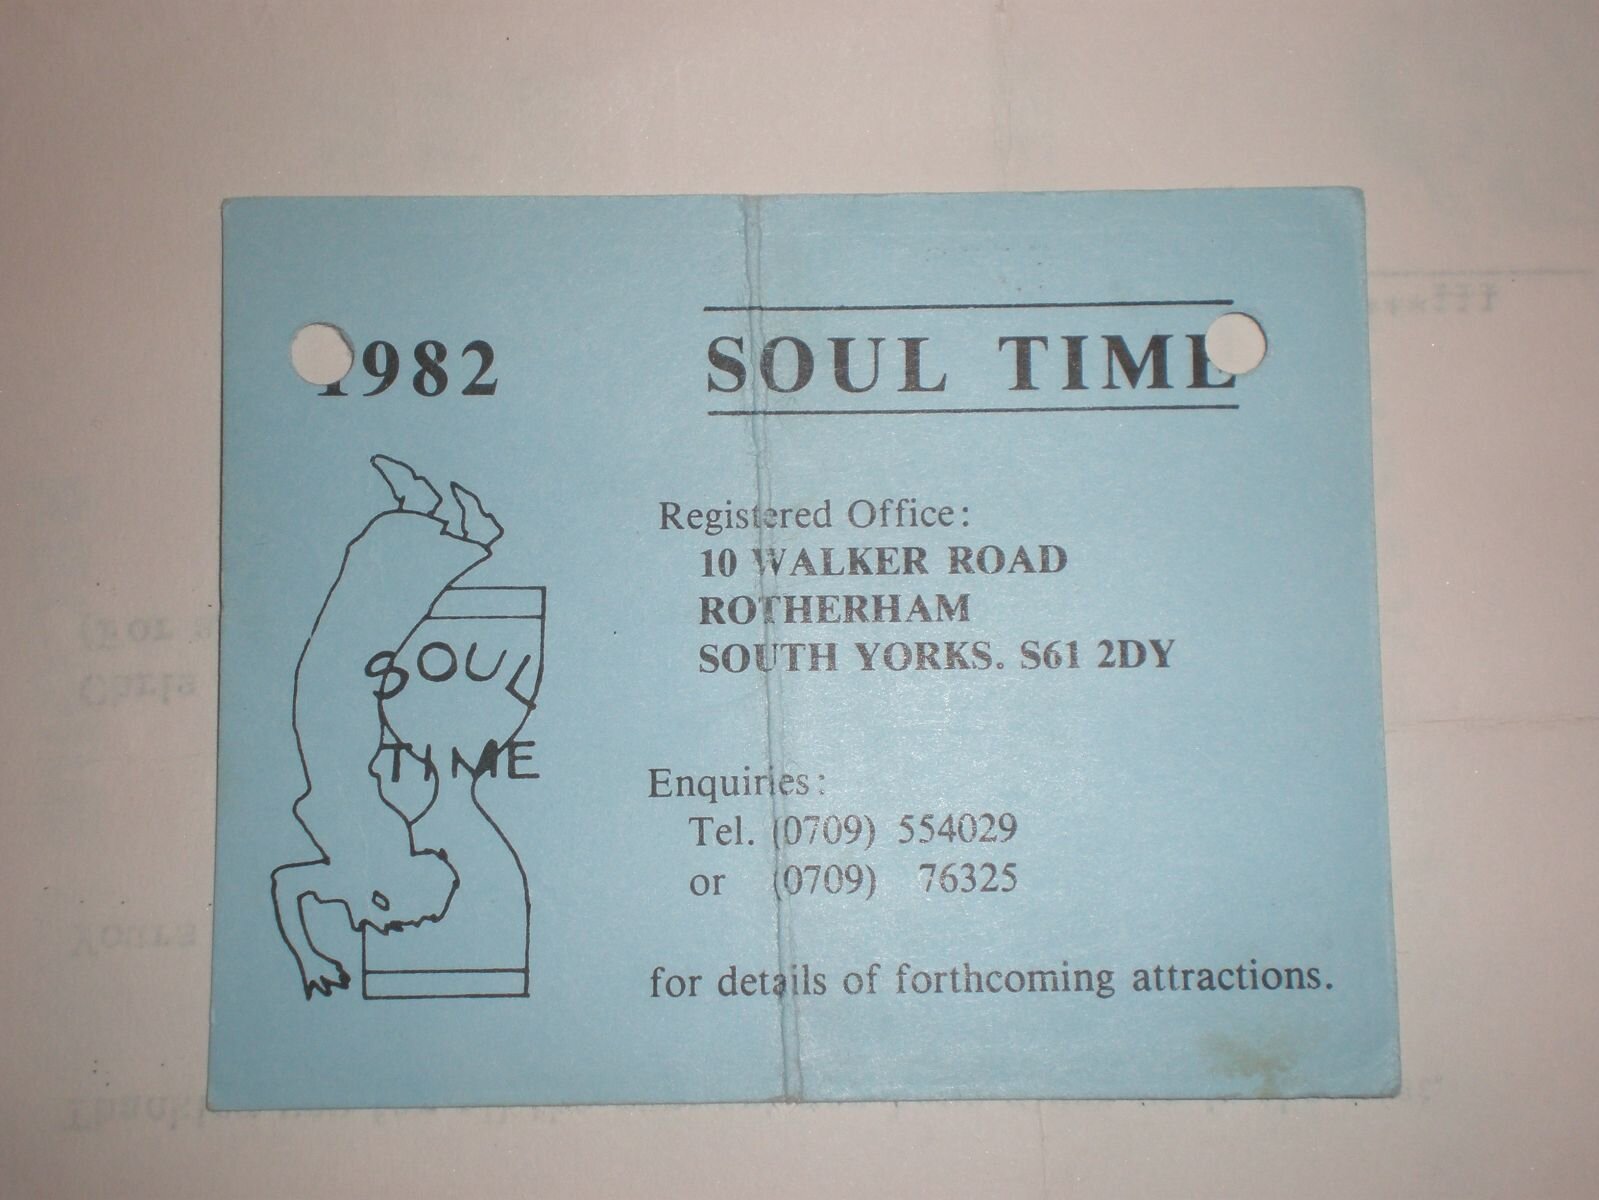 1982
SOUL TIME
SOUL
TIME
Registered Office:
10 WALKER ROAD
ROTHERHAM
SOUTH YORKS. S61 2DY
Enquiries:
Tel. (0709) 554029
or (0709) 76325
for details of forthcoming attractions.